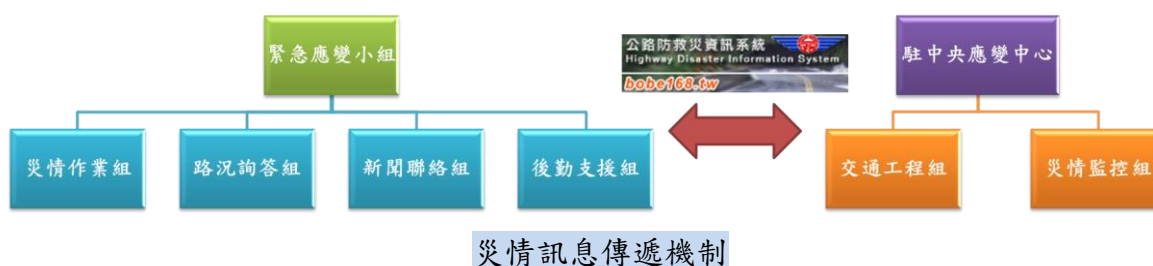 緊急應變小組
公路防救災資訊系統
Highway Disaster Information System
bobe168.tw
駐中央應變中心
災情作業組
路況詢答組
新聞聯絡組
後勤支援組
交通工程組
災情監控組
災情訊息傳遞機制